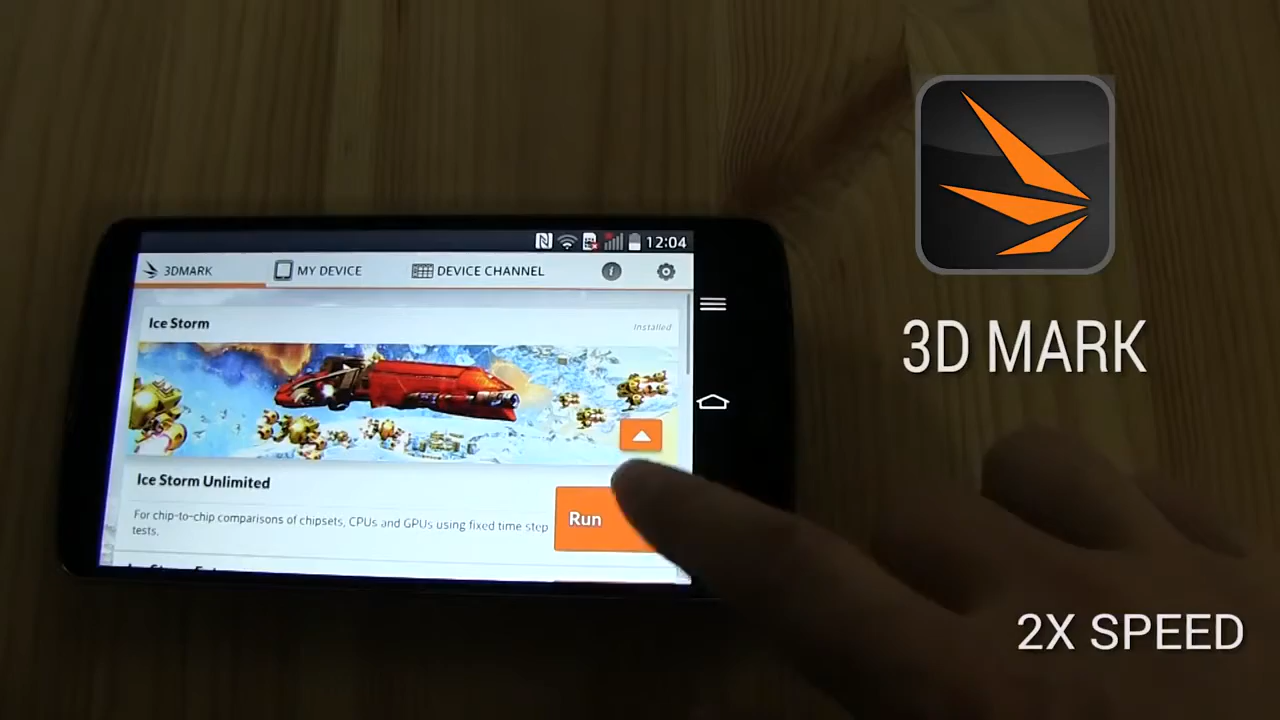 12:04
3DMARK
MY DEVICE
DEVICE CHANNEL
Ice Storm
Installed
Ice Storm Unlimited
For chip-to-chip comparisons of chipsets, CPUs and GPUs using fixed time step
tests.
Run
3D MARK
2X SPEED